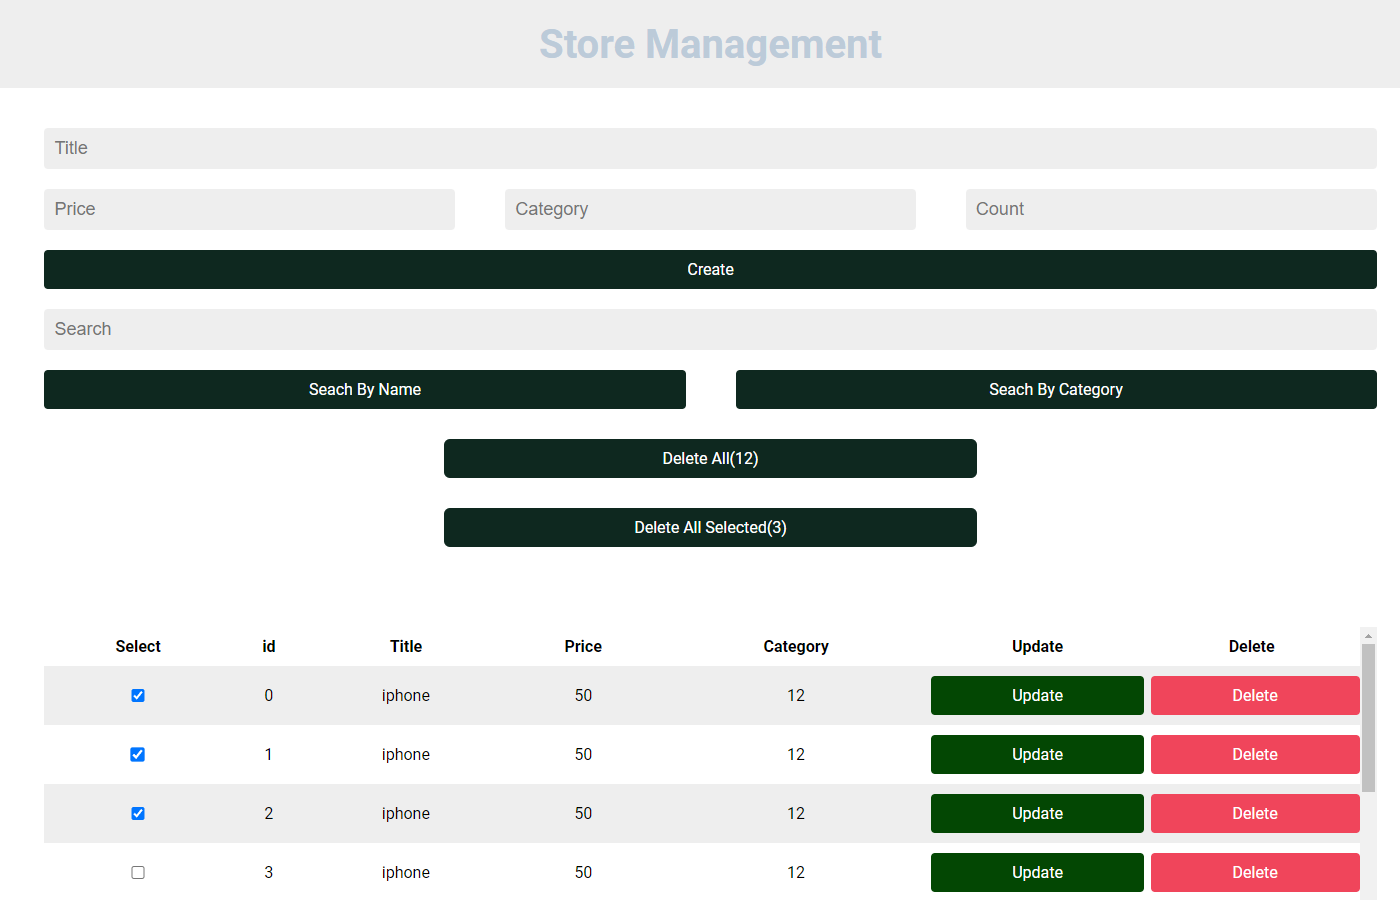 Store Management
Title
Price Category Count
Create
Search
Seach By Name Seach By Category
Delete All(12)
Delete All Selected(3)
Select id Title Price Category Update Delete
0 iphone 50 12 Update Delete
1 iphone 50 12 Update Delete
2 iphone 50 12 Update Delete
3 iphone 50 12 Update Delete